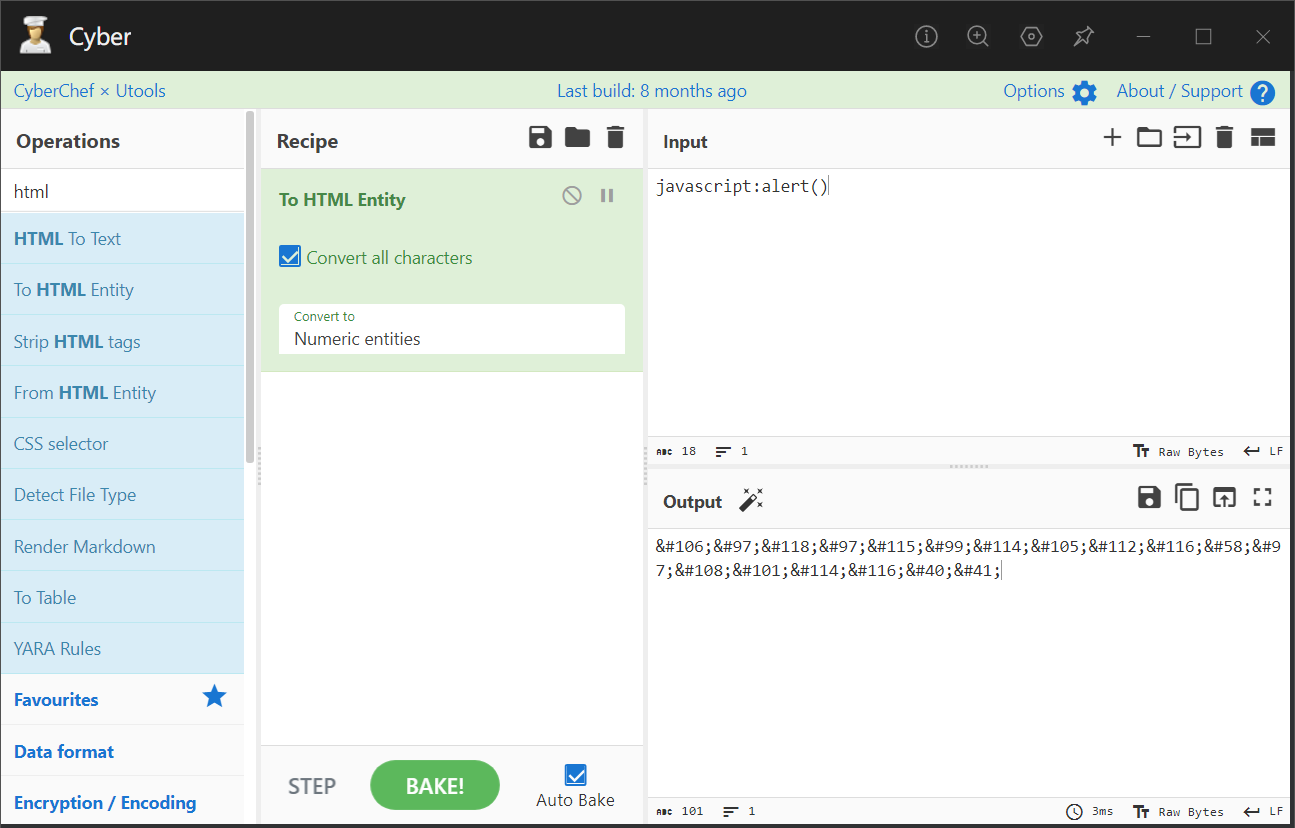 Cyber
CyberChef × Utools
Last build: 8 months ago
Options
About / Support
Operations
html
HTML To Text
To HTML Entity
Strip HTML tags
From HTML Entity
CSS selector
Detect File Type
Render Markdown
To Table
YARA Rules
Favourites
Data format
Encryption / Encoding
Recipe
To HTML Entity
Convert all characters
Convert to
Numeric entities
STEP
BAKE!
Auto Bake
Input
javascript:alert()
ABC 18 1
Tт Raw Bytes LF
Output
&#106;&#97;&#118;&#97;&#115;&#99;&#114;&#105;&#112;&#116;&#58;&#9
7;&#108;&#101;&#114;&#116;&#40;&#41;
ABC 101 1
3ms Tт Raw Bytes LF